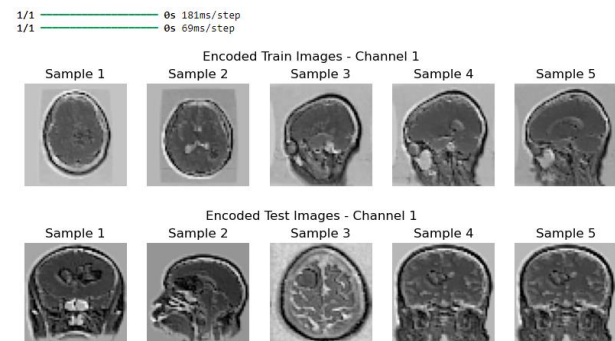 1/1 ━━━━━━━━━━━━━━━━━━━━ 0s 181ms/step
1/1 ━━━━━━━━━━━━━━━━━━━━ 0s 69ms/step
Encoded Train Images - Channel 1
Sample 1 Sample 2 Sample 3 Sample 4 Sample 5
Encoded Test Images - Channel 1
Sample 1 Sample 2 Sample 3 Sample 4 Sample 5